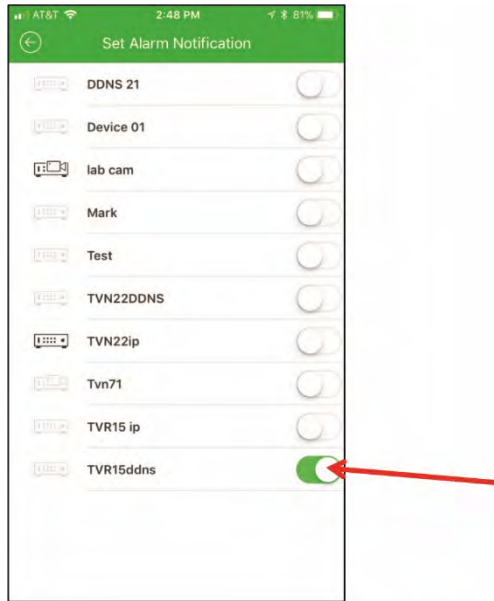 AT&T 2:48 PM 81%
Set Alarm Notification
DDNS 21
Device 01
lab cam
Mark
Test
TVN22DDNS
TVN22ip
Tvn71
TVR15 ip
TVR15ddns